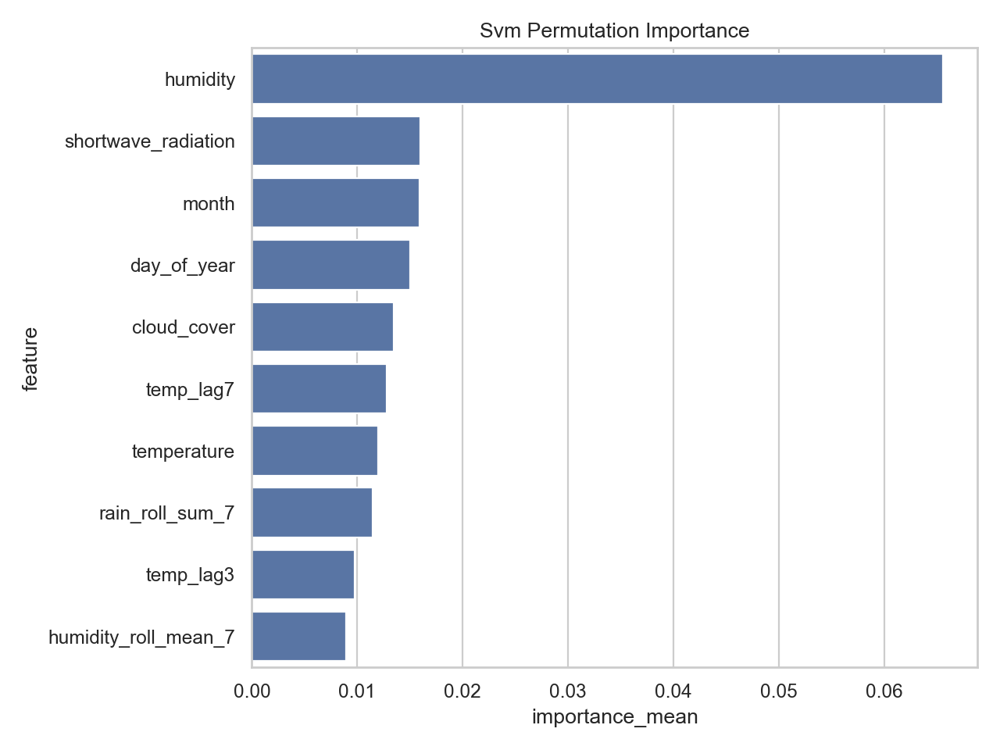 Svm Permutation Importance
humidity
shortwave_radiation
month
day_of_year
cloud_cover
temp_lag7
temperature
rain_roll_sum_7
temp_lag3
humidity_roll_mean_7
feature
0.00 0.01 0.02 0.03 0.04 0.05 0.06
importance_mean